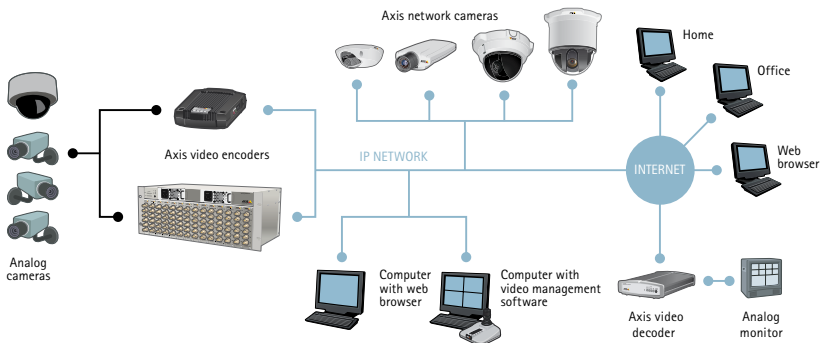 Axis network cameras
Home
Office
Axis video encoders
IP NETWORK
INTERNET
Web
browser
Analog
cameras
Computer
with web
browser
Computer with
video management
software
Axis video
decoder
Analog
monitor